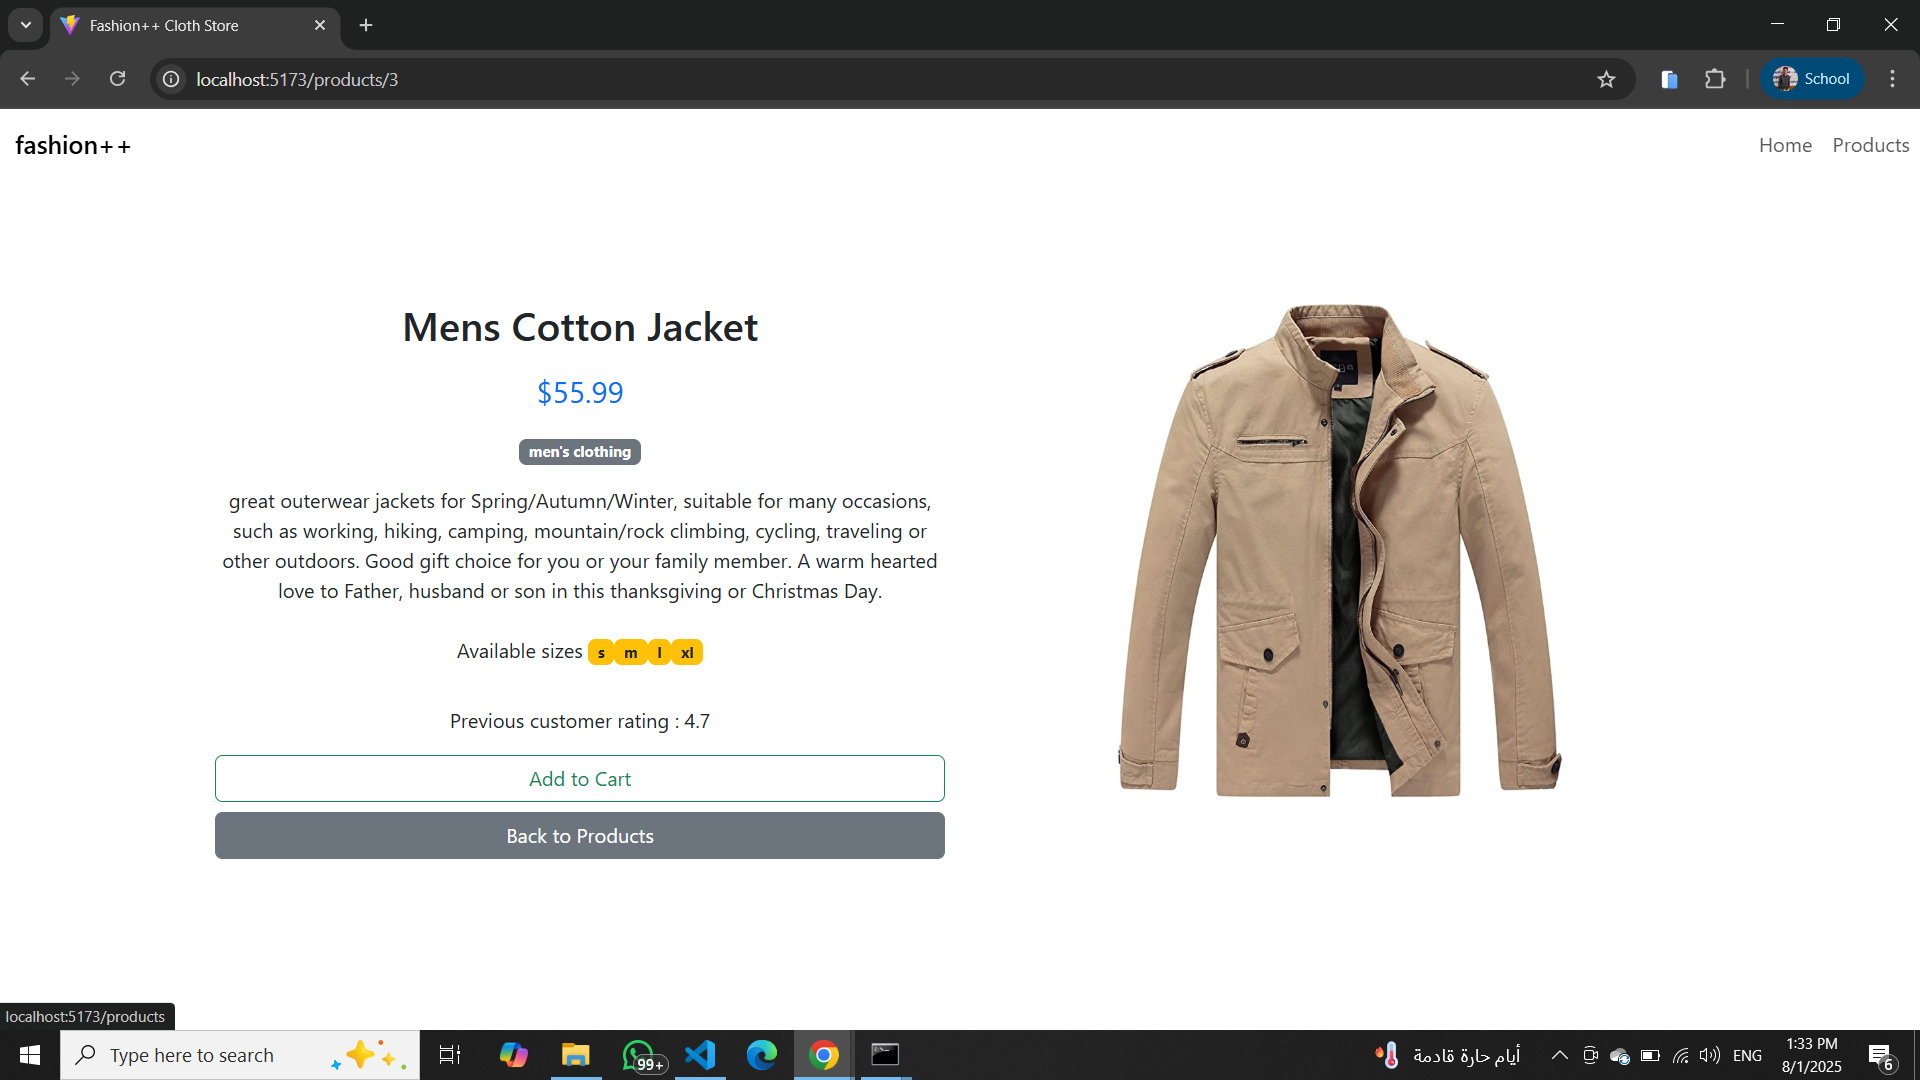 Fashion++ Cloth Store
localhost:5173/products/3
School
fashion++
Home
Products
Mens Cotton Jacket
$55.99
men's clothing
great outerwear jackets for Spring/Autumn/Winter, suitable for many occasions,
such as working, hiking, camping, mountain/rock climbing, cycling, traveling or
other outdoors. Good gift choice for you or your family member. A warm hearted
love to Father, husband or son in this thanksgiving or Christmas Day.
Available sizes s m l xl
Previous customer rating : 4.7
Add to Cart
Back to Products
localhost:5173/products
Type here to search
99+
أيام حارة قادمة
ENG
1:33 PM
8/1/2025
6